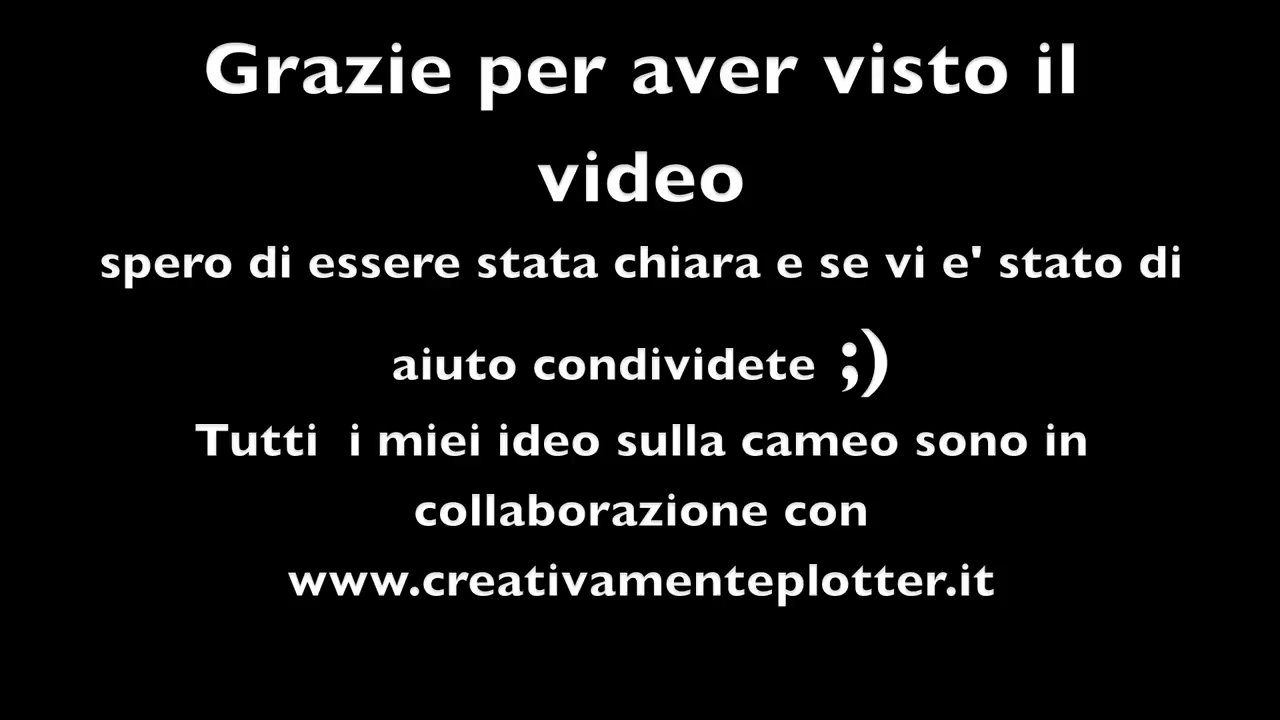 Grazie per aver visto il
video
spero di essere stata chiara e se vi e' stato di
aiuto condividete ;)
Tutti  i miei ideo sulla cameo sono in
collaborazione con
www.creativamenteplotter.it